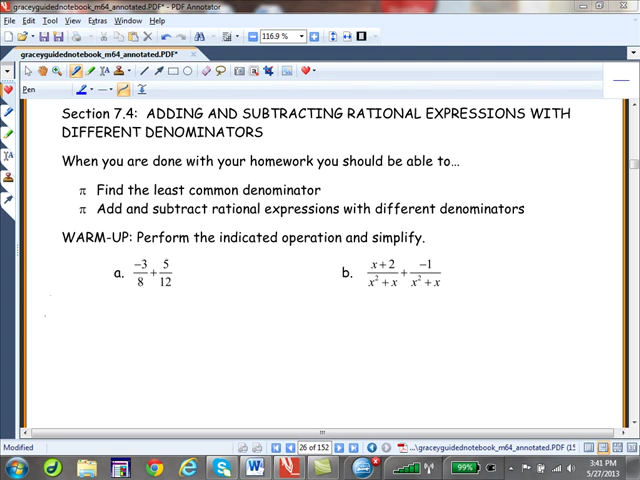 graceyguidednotebook_m64_annotated.PDF* - PDF Annotator
File Edit View Tool Extras Window Help
116.9 %
graceyguidednotebook_m64_annotated.PDF*
Pen
Section 7.4: ADDING AND SUBTRACTING RATIONAL EXPRESSIONS WITH
DIFFERENT DENOMINATORS
When you are done with your homework you should be able to…
π Find the least common denominator
π Add and subtract rational expressions with different denominators
WARM-UP: Perform the indicated operation and simplify.
a. −3/8 + 5/12
b. (x+2)/(x²+x) + −1/(x²+x)
Modified
26 of 152
...\graceyguidednotebook_m64_annotated.PDF (15
99%
3:41 PM
5/27/2013